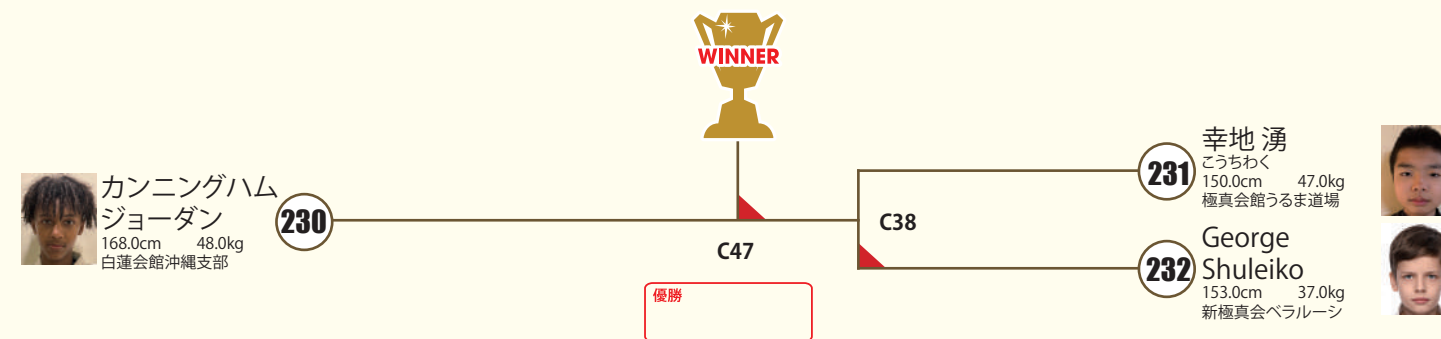 WINNER
カンニングハム
ジョーダン
168.0cm 48.0kg
白蓮会館沖縄支部
230
C47
優勝
C38
231
幸地 湧
こうちわく
150.0cm 47.0kg
極真会館うるま道場
232
George
Shuleiko
153.0cm 37.0kg
新極真会ベラルーシ